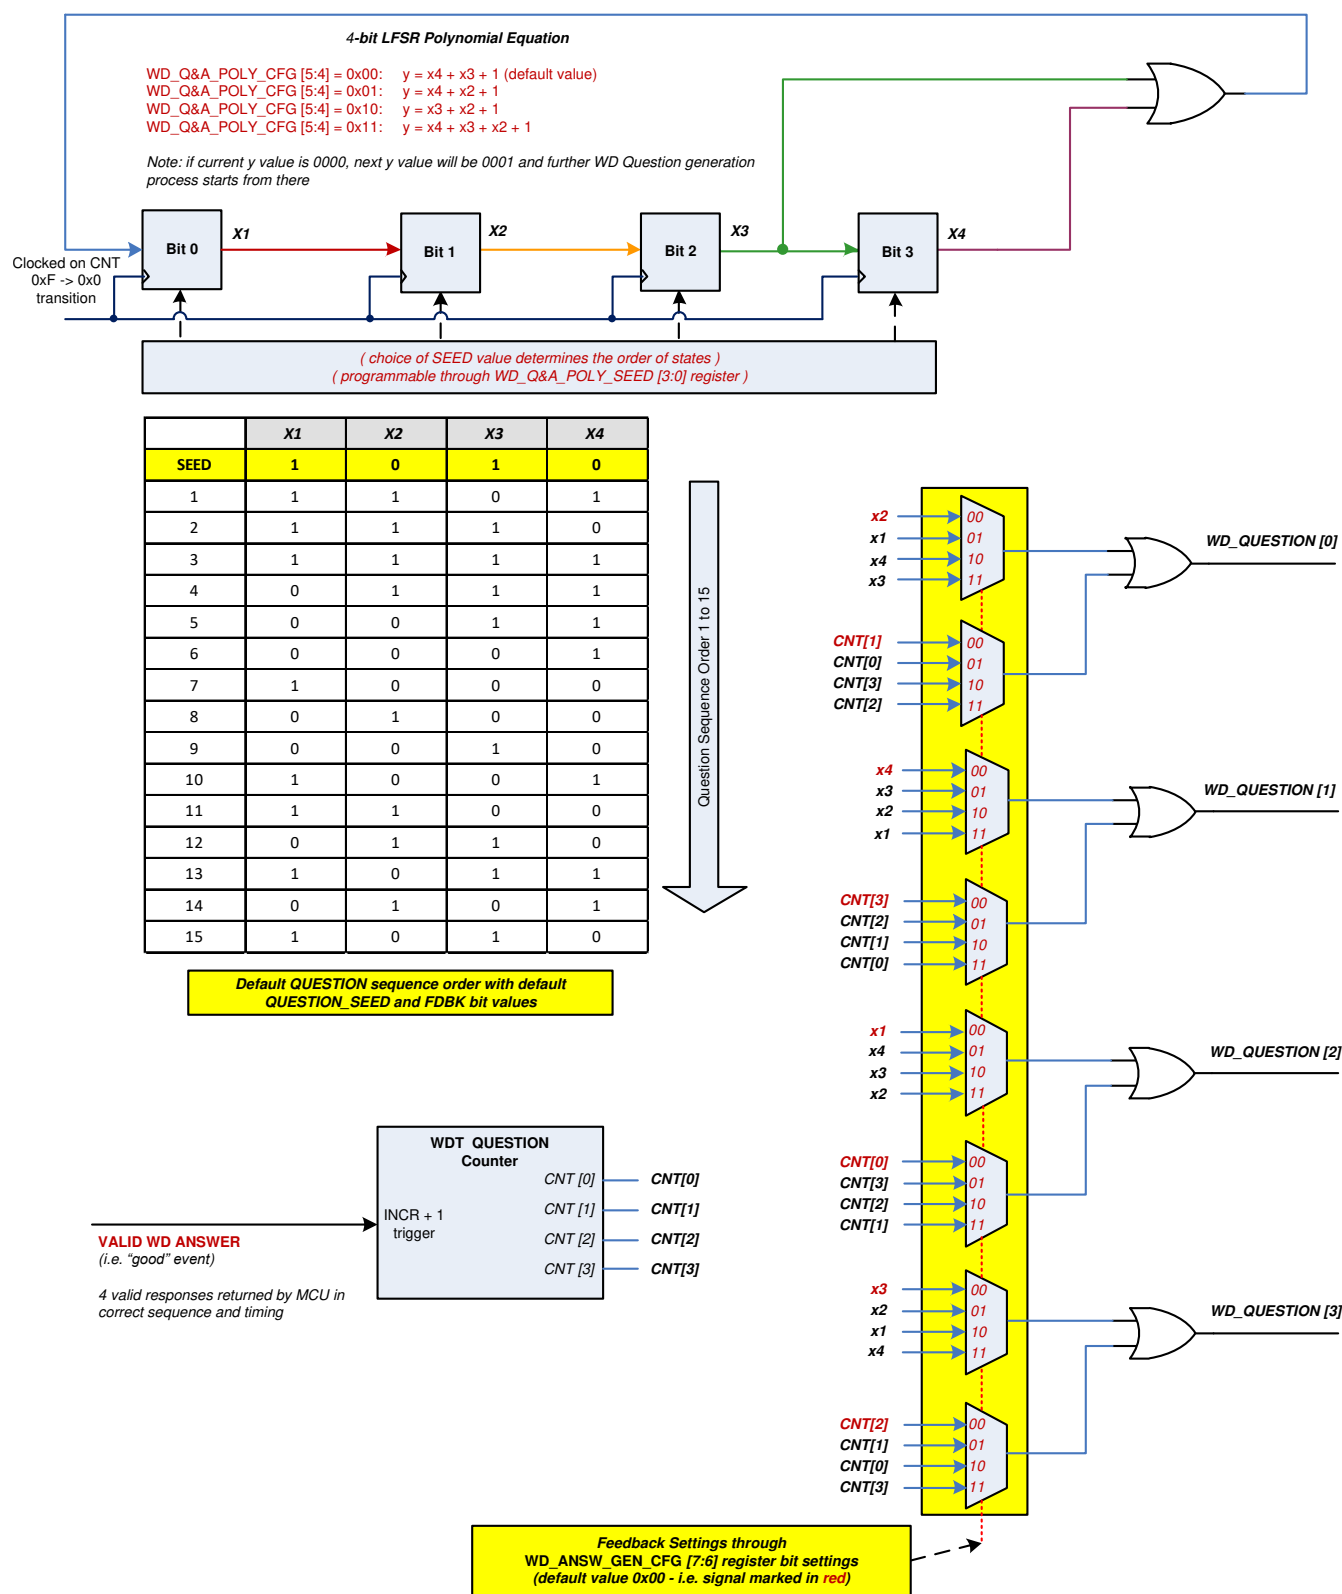 4-bit LFSR Polynomial Equation
WD_Q&A_POLY_CFG [5:4] = 0x00: y = x4 + x3 + 1 (default value)
WD_Q&A_POLY_CFG [5:4] = 0x01: y = x4 + x2 + 1
WD_Q&A_POLY_CFG [5:4] = 0x10: y = x3 + x2 + 1
WD_Q&A_POLY_CFG [5:4] = 0x11: y = x4 + x3 + x2 + 1
Note: if current y value is 0000, next y value will be 0001 and further WD Question generation
process starts from there
Bit 0 X1 Bit 1 X2 Bit 2 X3 Bit 3 X4
Clocked on CNT
0xF -> 0x0
transition
( choice of SEED value determines the order of states )
( programmable through WD_Q&A_POLY_SEED [3:0] register )
X1 X2 X3 X4
SEED 1 0 1 0
1 1 1 0 1
2 1 1 1 0
3 1 1 1 1
4 0 1 1 1
5 0 0 1 1
6 0 0 0 1
7 1 0 0 0
8 0 1 0 0
9 0 0 1 0
10 1 0 0 1
11 1 1 0 0
12 0 1 1 0
13 1 0 1 1
14 0 1 0 1
15 1 0 1 0
Question Sequence Order 1 to 15
Default QUESTION sequence order with default
QUESTION_SEED and FDBK bit values
WDT QUESTION
Counter
CNT [0] CNT[0]
CNT [1] CNT[1]
CNT [2] CNT[2]
CNT [3] CNT[3]
INCR + 1
trigger
VALID WD ANSWER
(i.e. “good” event)
4 valid responses returned by MCU in
correct sequence and timing
x2 00
x1 01
x4 10
x3 11
WD_QUESTION [0]
CNT[1] 00
CNT[0] 01
CNT[3] 10
CNT[2] 11
x4 00
x3 01
x2 10
x1 11
WD_QUESTION [1]
CNT[3] 00
CNT[2] 01
CNT[1] 10
CNT[0] 11
x1 00
x4 01
x3 10
x2 11
WD_QUESTION [2]
CNT[0] 00
CNT[3] 01
CNT[2] 10
CNT[1] 11
x3 00
x2 01
x1 10
x4 11
WD_QUESTION [3]
CNT[2] 00
CNT[1] 01
CNT[0] 10
CNT[3] 11
Feedback Settings through
WD_ANSW_GEN_CFG [7:6] register bit settings
(default value 0x00 - i.e. signal marked in red)